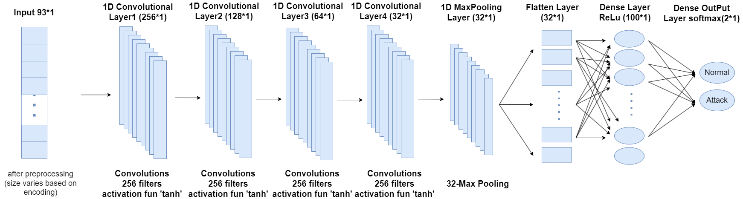 Input 93*1
1D Convolutional
Layer1 (256*1)
1D Convolutional
Layer2 (128*1)
1D Convolutional
Layer3 (64*1)
1D Convolutional
Layer4 (32*1)
1D MaxPooling
Layer (32*1)
Flatten Layer
(32*1)
Dense Layer
ReLu (100*1)
Dense OutPut
Layer softmax(2*1)
Normal
Attack
after preprocessing
(size varies based on
encoding)
Convolutions
256 filters
activation fun 'tanh'
Convolutions
256 filters
activation fun 'tanh'
Convolutions
256 filters
activation fun 'tanh'
Convolutions
256 filters
activation fun 'tanh'
32-Max Pooling